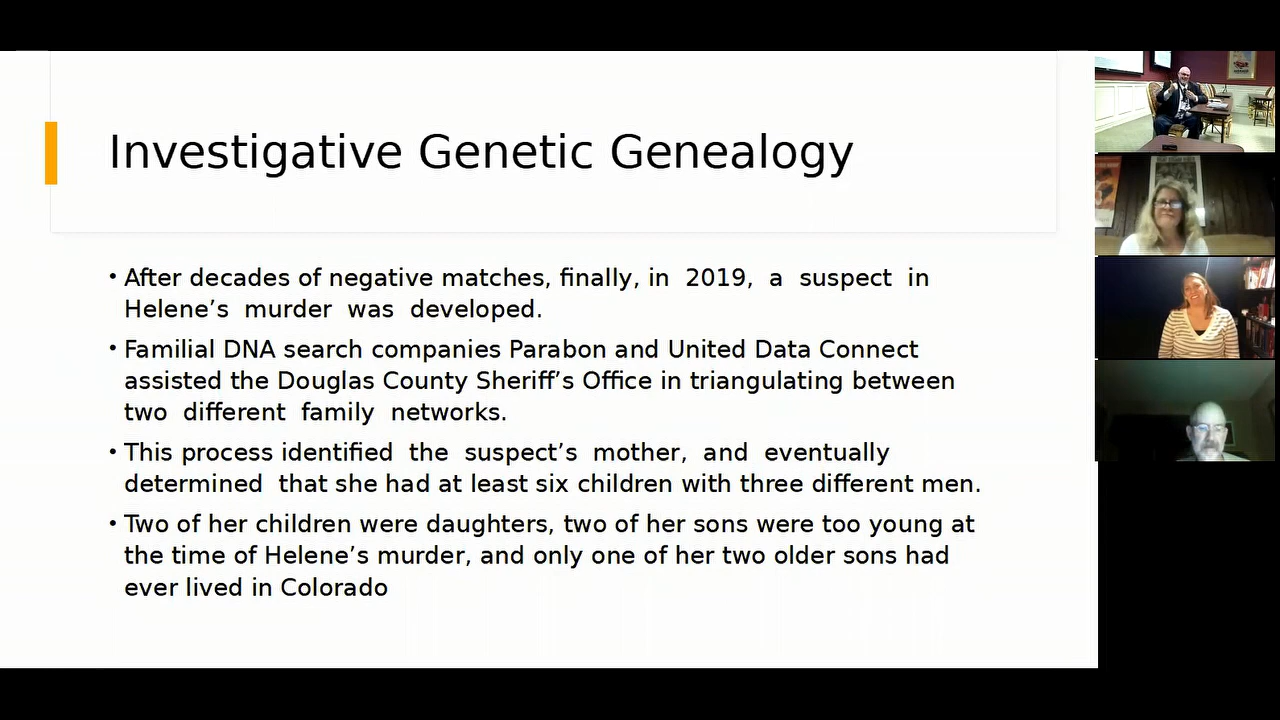 Investigative Genetic Genealogy
• After decades of negative matches, finally, in 2019, a suspect in
Helene’s murder was developed.
• Familial DNA search companies Parabon and United Data Connect
assisted the Douglas County Sheriff’s Office in triangulating between
two different family networks.
• This process identified the suspect’s mother, and eventually
determined that she had at least six children with three different men.
• Two of her children were daughters, two of her sons were too young at
the time of Helene’s murder, and only one of her two older sons had
ever lived in Colorado